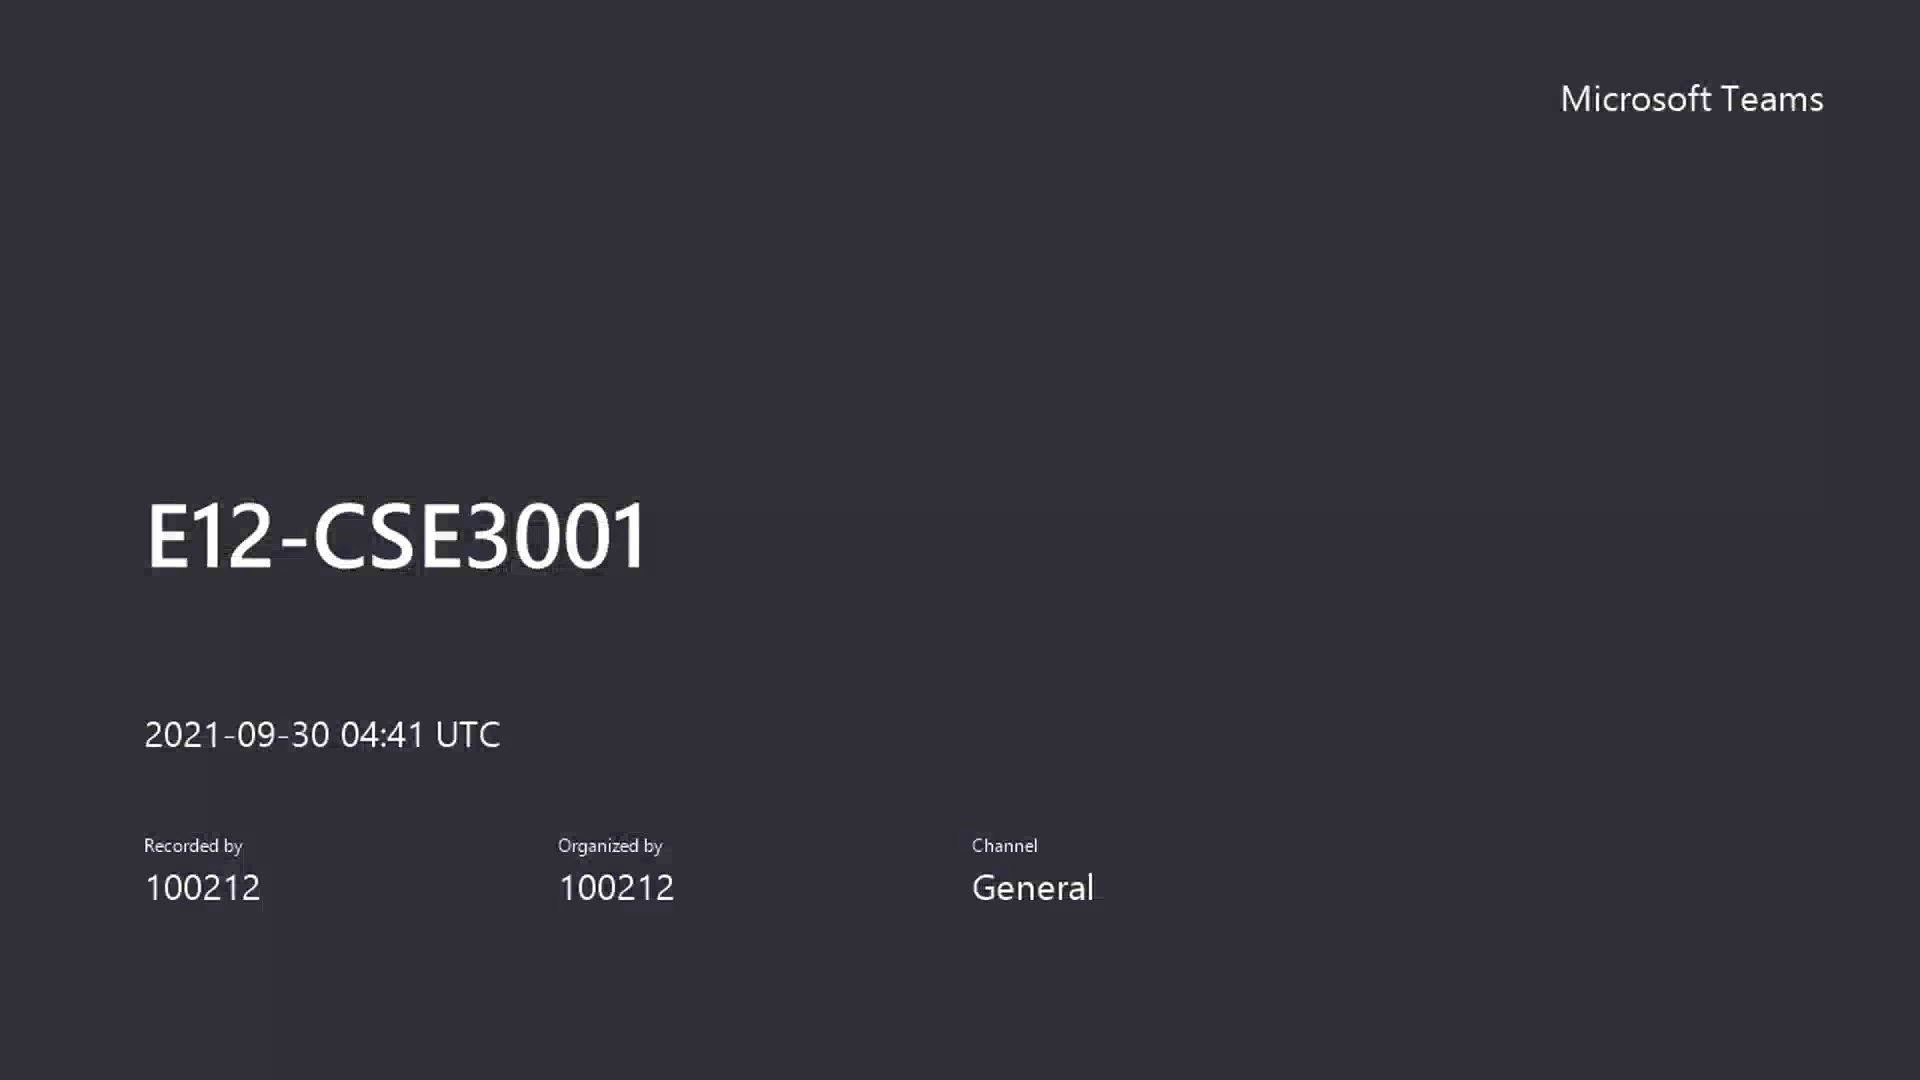 Microsoft Teams
E12-CSE3001
2021-09-30 04:41 UTC
Recorded by
100212
Organized by
100212
Channel
General